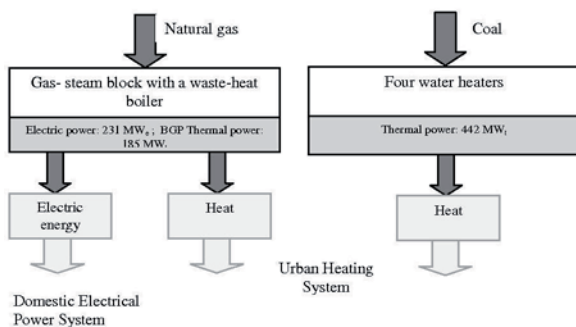 Natural gas
Coal
Gas- steam block with a waste-heat
boiler
Electric power: 231 MWe ; BGP Thermal power:
185 MWt
Four water heaters
Thermal power: 442 MWt
Electric
energy
Heat
Heat
Urban Heating
System
Domestic Electrical
Power System